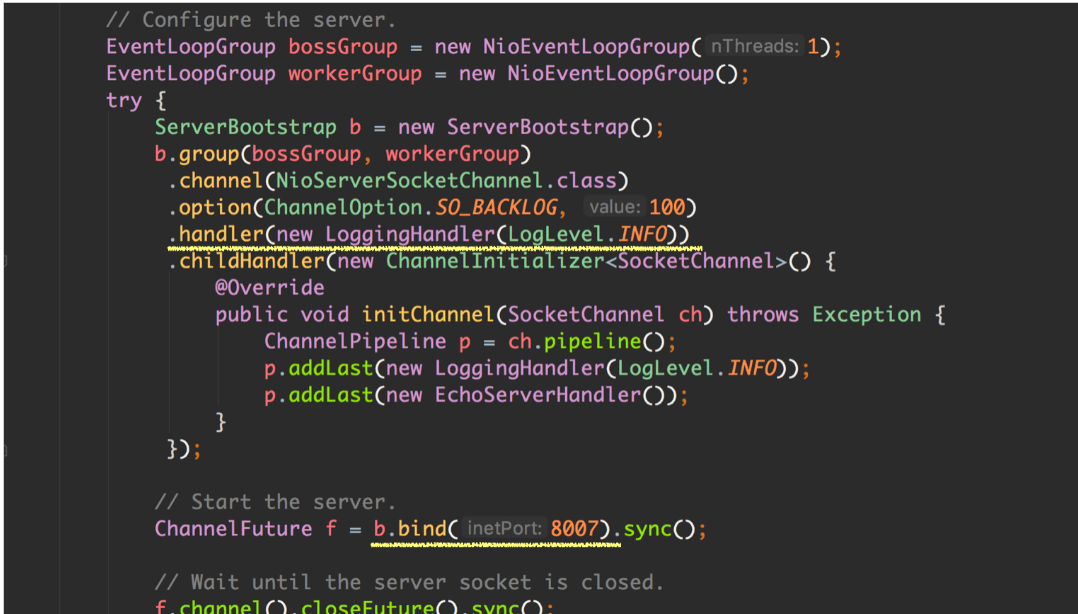 // Configure the server.
EventLoopGroup bossGroup = new NioEventLoopGroup( nThreads: 1);
EventLoopGroup workerGroup = new NioEventLoopGroup();
try {
ServerBootstrap b = new ServerBootstrap();
b.group(bossGroup, workerGroup)
.channel(NioServerSocketChannel.class)
.option(ChannelOption.SO_BACKLOG, value: 100)
.handler(new LoggingHandler(LogLevel.INFO))
.childHandler(new ChannelInitializer<SocketChannel>() {
@Override
public void initChannel(SocketChannel ch) throws Exception {
ChannelPipeline p = ch.pipeline();
p.addLast(new LoggingHandler(LogLevel.INFO));
p.addLast(new EchoServerHandler());
}
});
// Start the server.
ChannelFuture f = b.bind( inetPort: 8007).sync();
// Wait until the server socket is closed.
f.channel().closeFuture().sync();